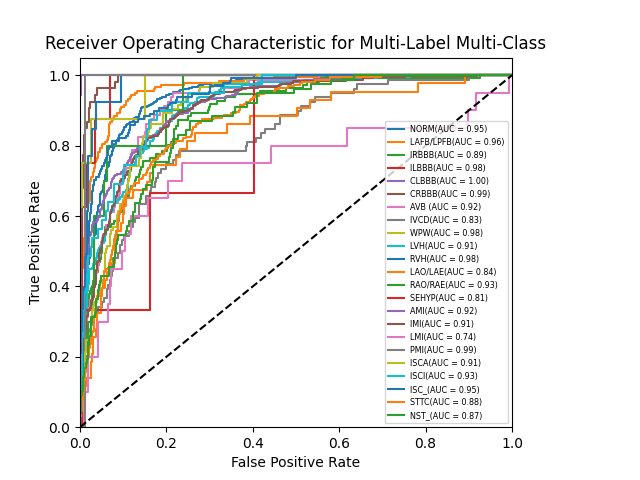 Receiver Operating Characteristic for Multi-Label Multi-Class
True Positive Rate
1.0
0.8
0.6
0.4
0.2
0.0
NORM(AUC = 0.95)
LAFB/LPFB(AUC = 0.96)
IRBBB(AUC = 0.89)
ILBBB(AUC = 0.98)
CLBBB(AUC = 1.00)
CRBBB(AUC = 0.99)
AVB (AUC = 0.92)
IVCD(AUC = 0.83)
WPW(AUC = 0.98)
LVH(AUC = 0.91)
RVH(AUC = 0.98)
LAO/LAE(AUC = 0.84)
RAO/RAE(AUC = 0.93)
SEHYP(AUC = 0.81)
AMI(AUC = 0.92)
IMI(AUC = 0.91)
LMI(AUC = 0.74)
PMI(AUC = 0.99)
ISCA(AUC = 0.91)
ISCI(AUC = 0.93)
ISC_(AUC = 0.95)
STTC(AUC = 0.88)
NST_(AUC = 0.87)
0.0 0.2 0.4 0.6 0.8 1.0
False Positive Rate